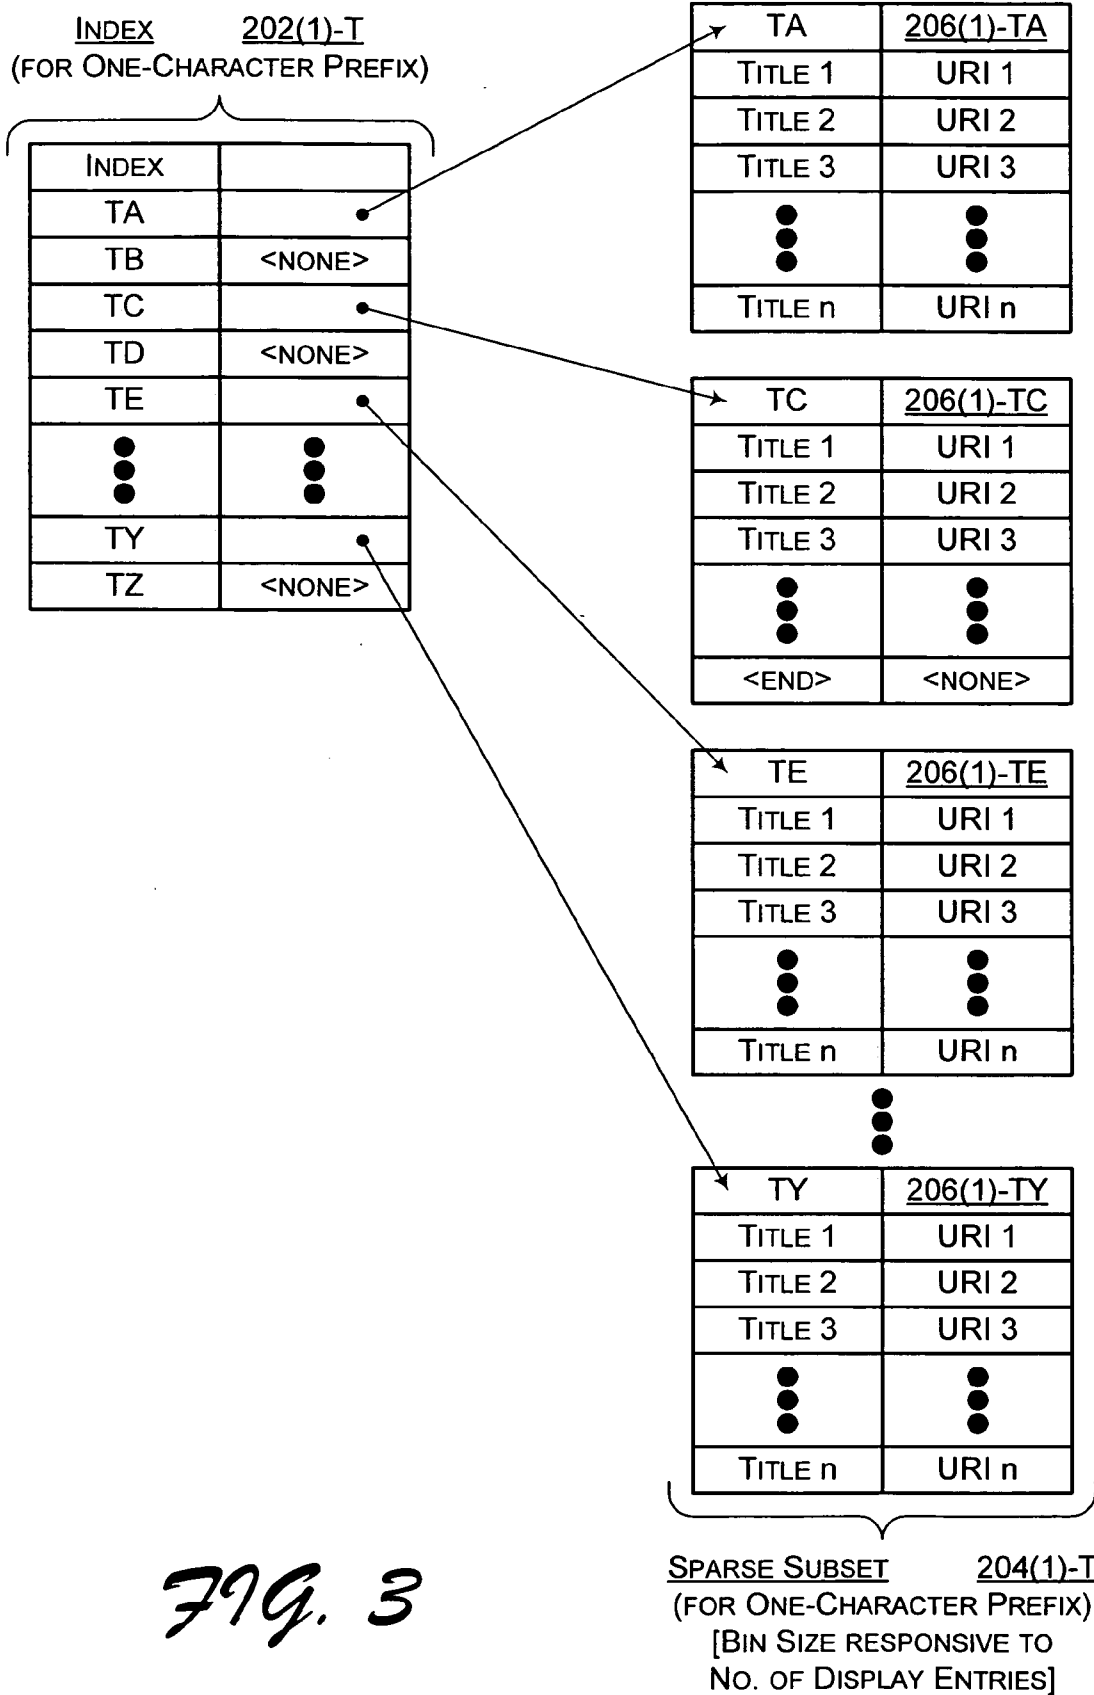 INDEX 202(1)-T
(FOR ONE-CHARACTER PREFIX)
INDEX
TA
TB <NONE>
TC
TD <NONE>
TE
TY
TZ <NONE>
TA 206(1)-TA
TITLE 1 URI 1
TITLE 2 URI 2
TITLE 3 URI 3
TITLE n URI n
TC 206(1)-TC
TITLE 1 URI 1
TITLE 2 URI 2
TITLE 3 URI 3
<END> <NONE>
TE 206(1)-TE
TITLE 1 URI 1
TITLE 2 URI 2
TITLE 3 URI 3
TITLE n URI n
TY 206(1)-TY
TITLE 1 URI 1
TITLE 2 URI 2
TITLE 3 URI 3
TITLE n URI n
SPARSE SUBSET 204(1)-T
(FOR ONE-CHARACTER PREFIX)
[BIN SIZE RESPONSIVE TO
NO. OF DISPLAY ENTRIES]
FIG. 3